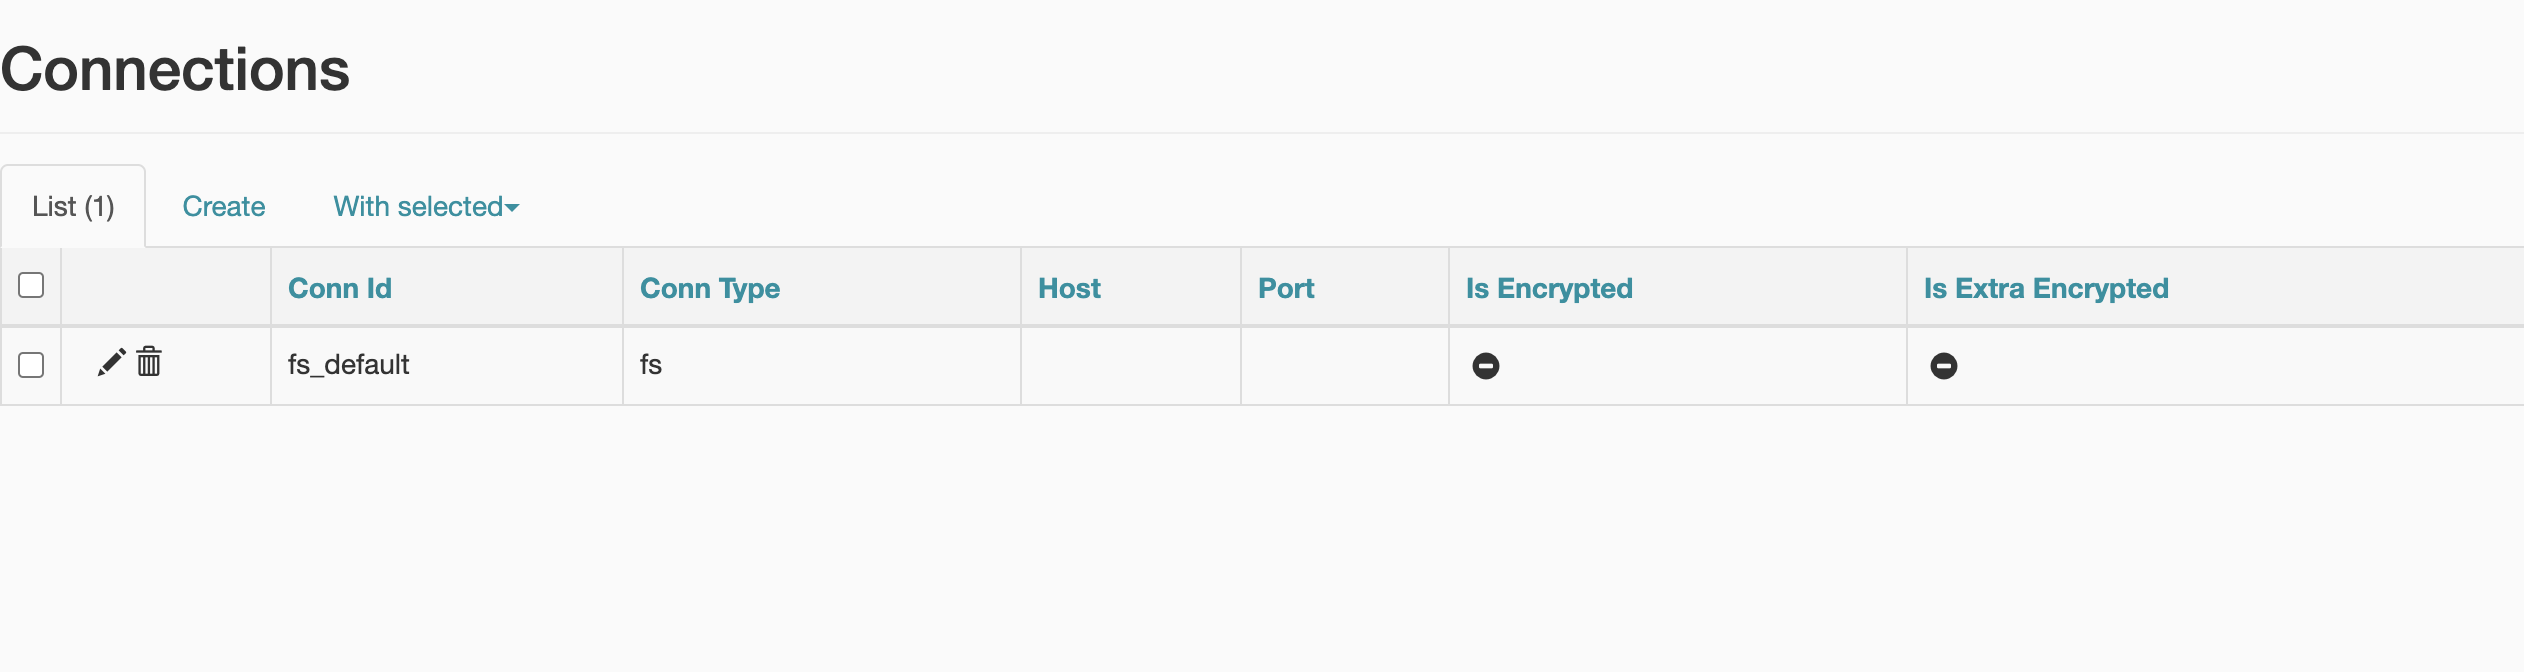 Connections
List (1) Create With selected
Conn Id Conn Type Host Port Is Encrypted Is Extra Encrypted
fs_default fs